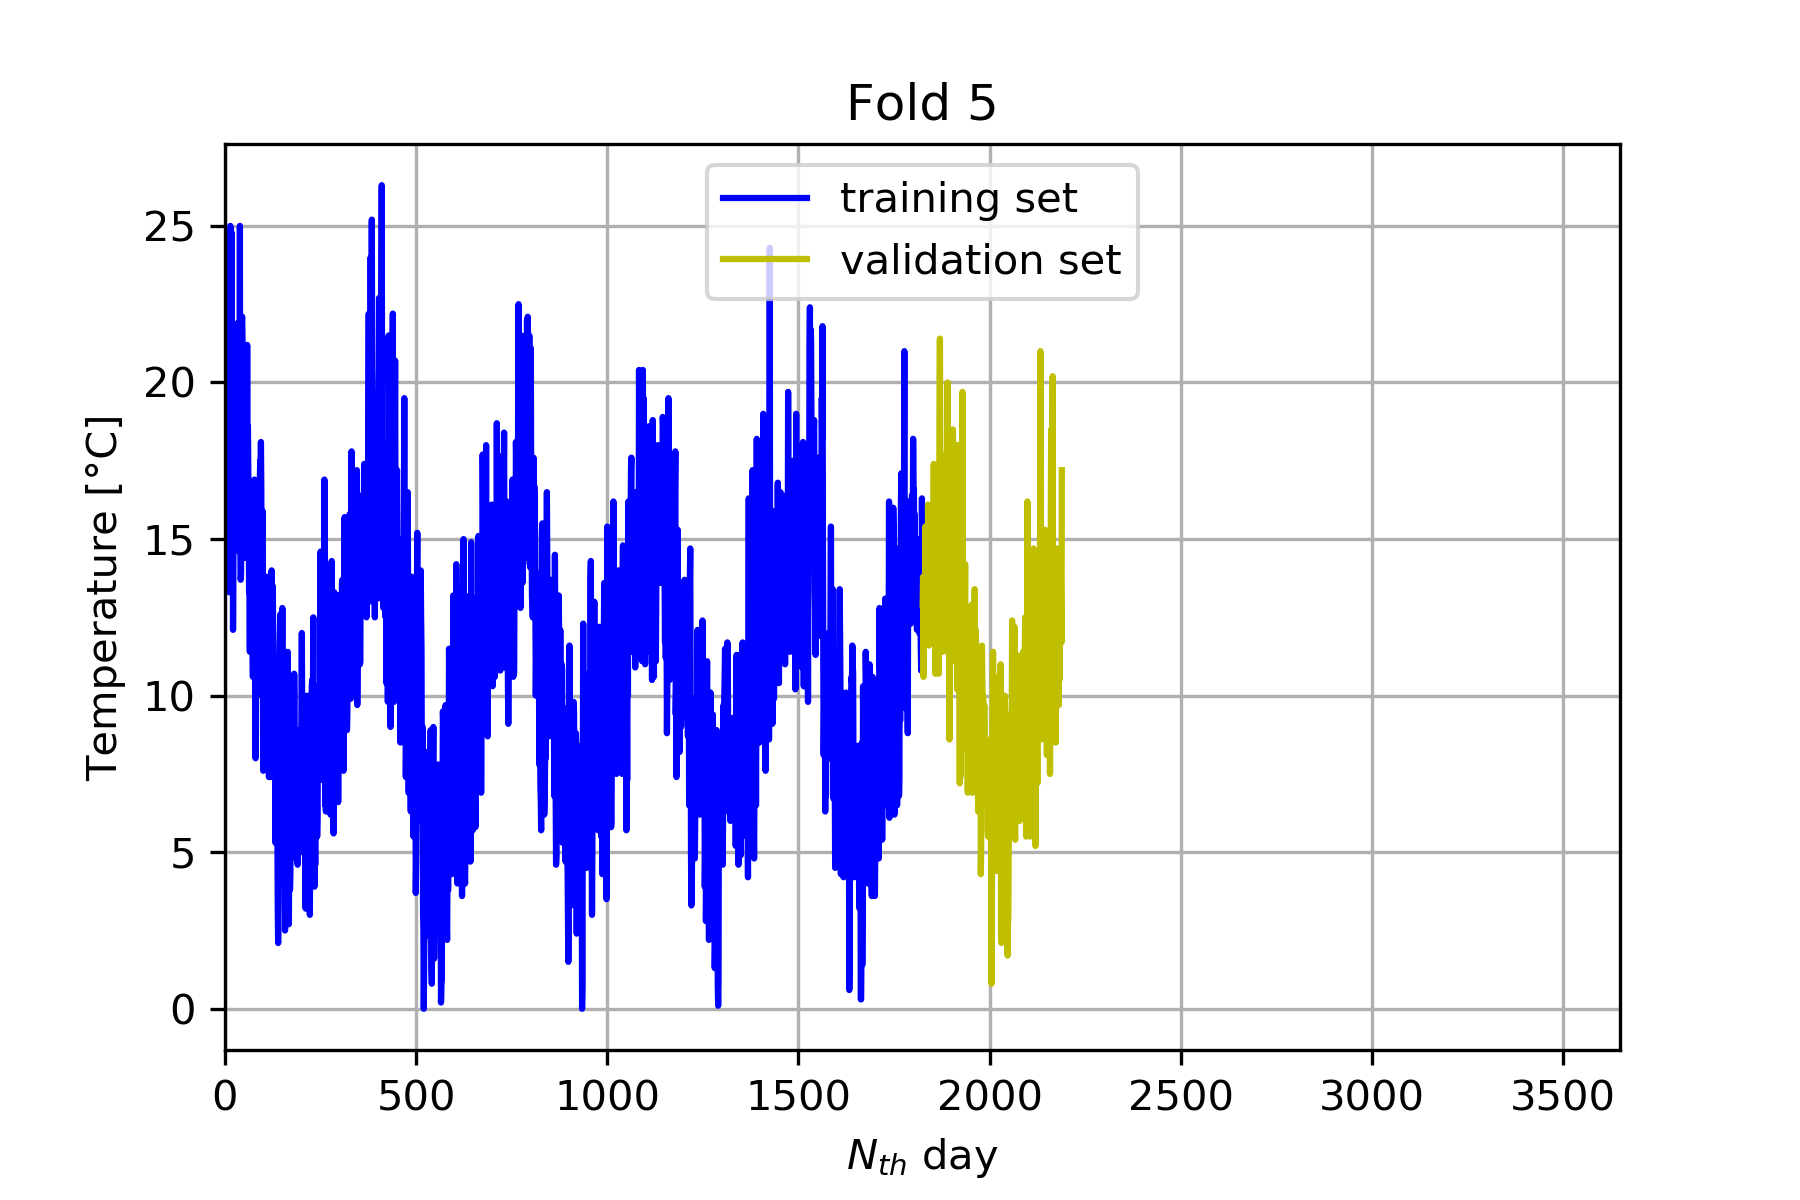 Fold 5
training set
validation set
Temperature [°C]
25
20
15
10
5
0
0 500 1000 1500 2000 2500 3000 3500
N_th day